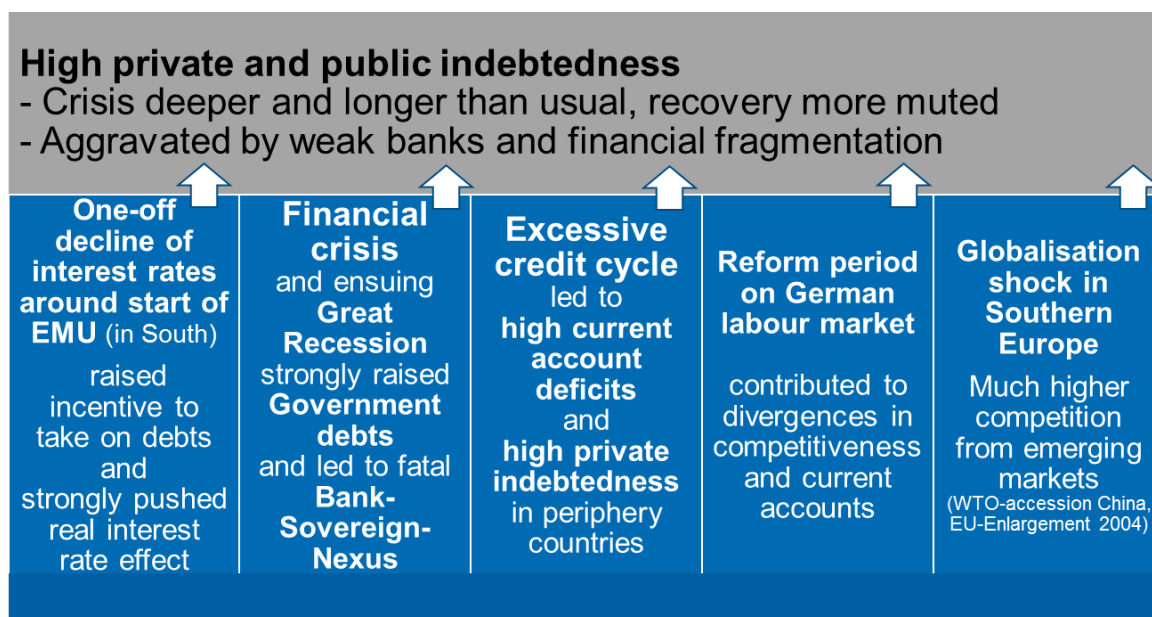 High private and public indebtedness
- Crisis deeper and longer than usual, recovery more muted
- Aggravated by weak banks and financial fragmentation
One-off
decline of
interest rates
around start of
EMU (in South)
raised
incentive to
take on debts
and
strongly pushed
real interest
rate effect
Financial
crisis
and ensuing
Great
Recession
strongly raised
Government
debts
and led to fatal
Bank-
Sovereign-
Nexus
Excessive
credit cycle
led to
high current
account
deficits
and
high private
indebtedness
in periphery
countries
Reform period
on German
labour market
contributed to
divergences in
competitiveness
and current
accounts
Globalisation
shock in
Southern
Europe
Much higher
competition
from emerging
markets
(WTO-accession China,
EU-Enlargement 2004)